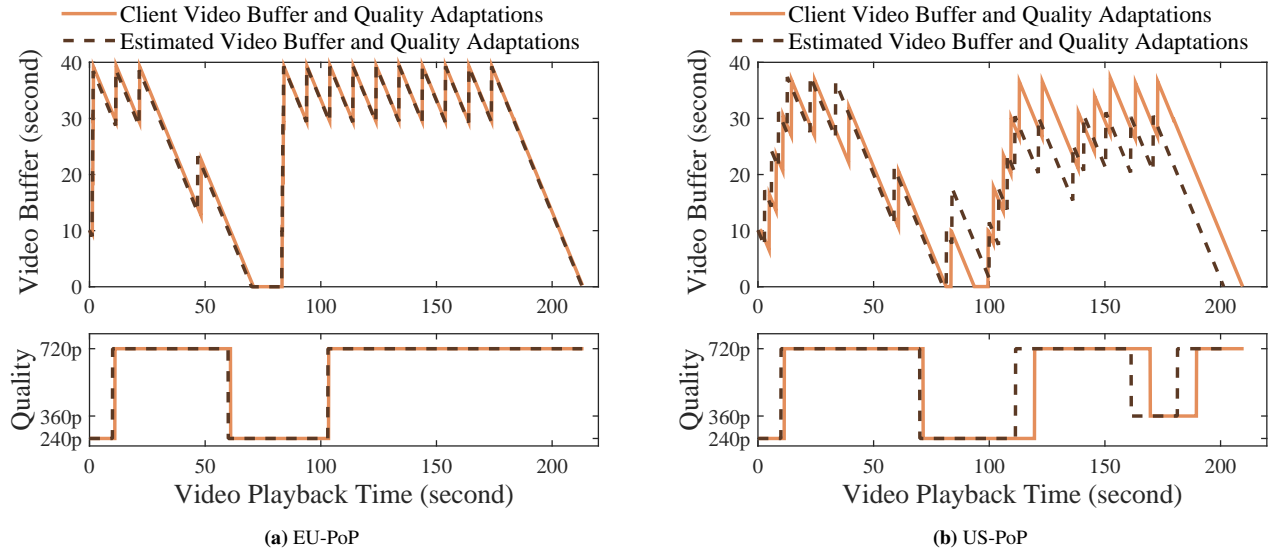 Client Video Buffer and Quality Adaptations
Estimated Video Buffer and Quality Adaptations
Video Buffer (second)
40
30
20
10
0
0 50 100 150 200
Quality
720p
360p
240p
0 50 100 150 200
Video Playback Time (second)
(a) EU-PoP
Client Video Buffer and Quality Adaptations
Estimated Video Buffer and Quality Adaptations
Video Buffer (second)
40
30
20
10
0
0 50 100 150 200
Quality
720p
360p
240p
0 50 100 150 200
Video Playback Time (second)
(b) US-PoP